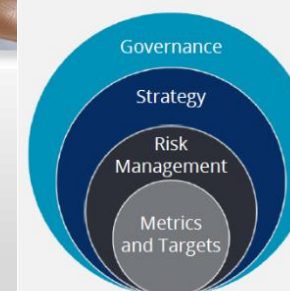 Governance
Strategy
Risk
Management
Metrics
and Targets